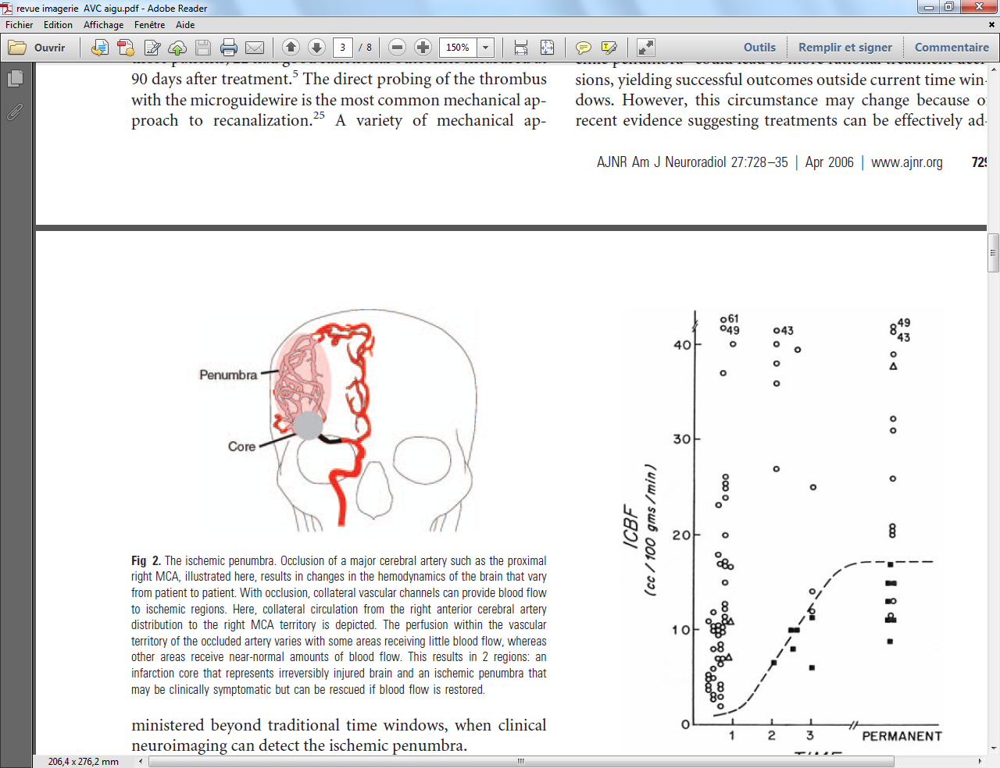 revue imagerie AVC aigu.pdf - Adobe Reader
Fichier Edition Affichage Fenêtre Aide
Ouvrir 3 / 8 150% Outils Remplir et signer Commentaire
90 days after treatment.5 The direct probing of the thrombus
with the microguidewire is the most common mechanical ap-
proach to recanalization.25 A variety of mechanical ap-
sions, yielding successful outcomes outside current time win-
dows. However, this circumstance may change because o
recent evidence suggesting treatments can be effectively ad-
AJNR Am J Neuroradiol 27:728–35 | Apr 2006 | www.ajnr.org 729
Penumbra
Core
Fig 2. The ischemic penumbra. Occlusion of a major cerebral artery such as the proximal
right MCA, illustrated here, results in changes in the hemodynamics of the brain that vary
from patient to patient. With occlusion, collateral vascular channels can provide blood flow
to ischemic regions. Here, collateral circulation from the right anterior cerebral artery
distribution to the right MCA territory is depicted. The perfusion within the vascular
territory of the occluded artery varies with some areas receiving little blood flow, whereas
other areas receive near-normal amounts of blood flow. This results in 2 regions: an
infarction core that represents irreversibly injured brain and an ischemic penumbra that
may be clinically symptomatic but can be rescued if blood flow is restored.
ministered beyond traditional time windows, when clinical
neuroimaging can detect the ischemic penumbra.
ICBF
(cc / 100 gms / min)
40
30
20
10
0
61
49
43
49
43
1 2 3 PERMANENT
TIME
206,4 x 276,2 mm